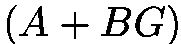 (A + BG)